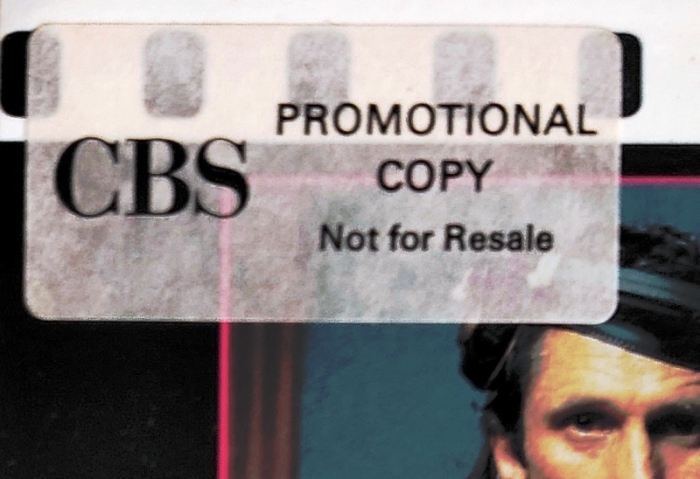 CBS
PROMOTIONAL
COPY
Not for Resale